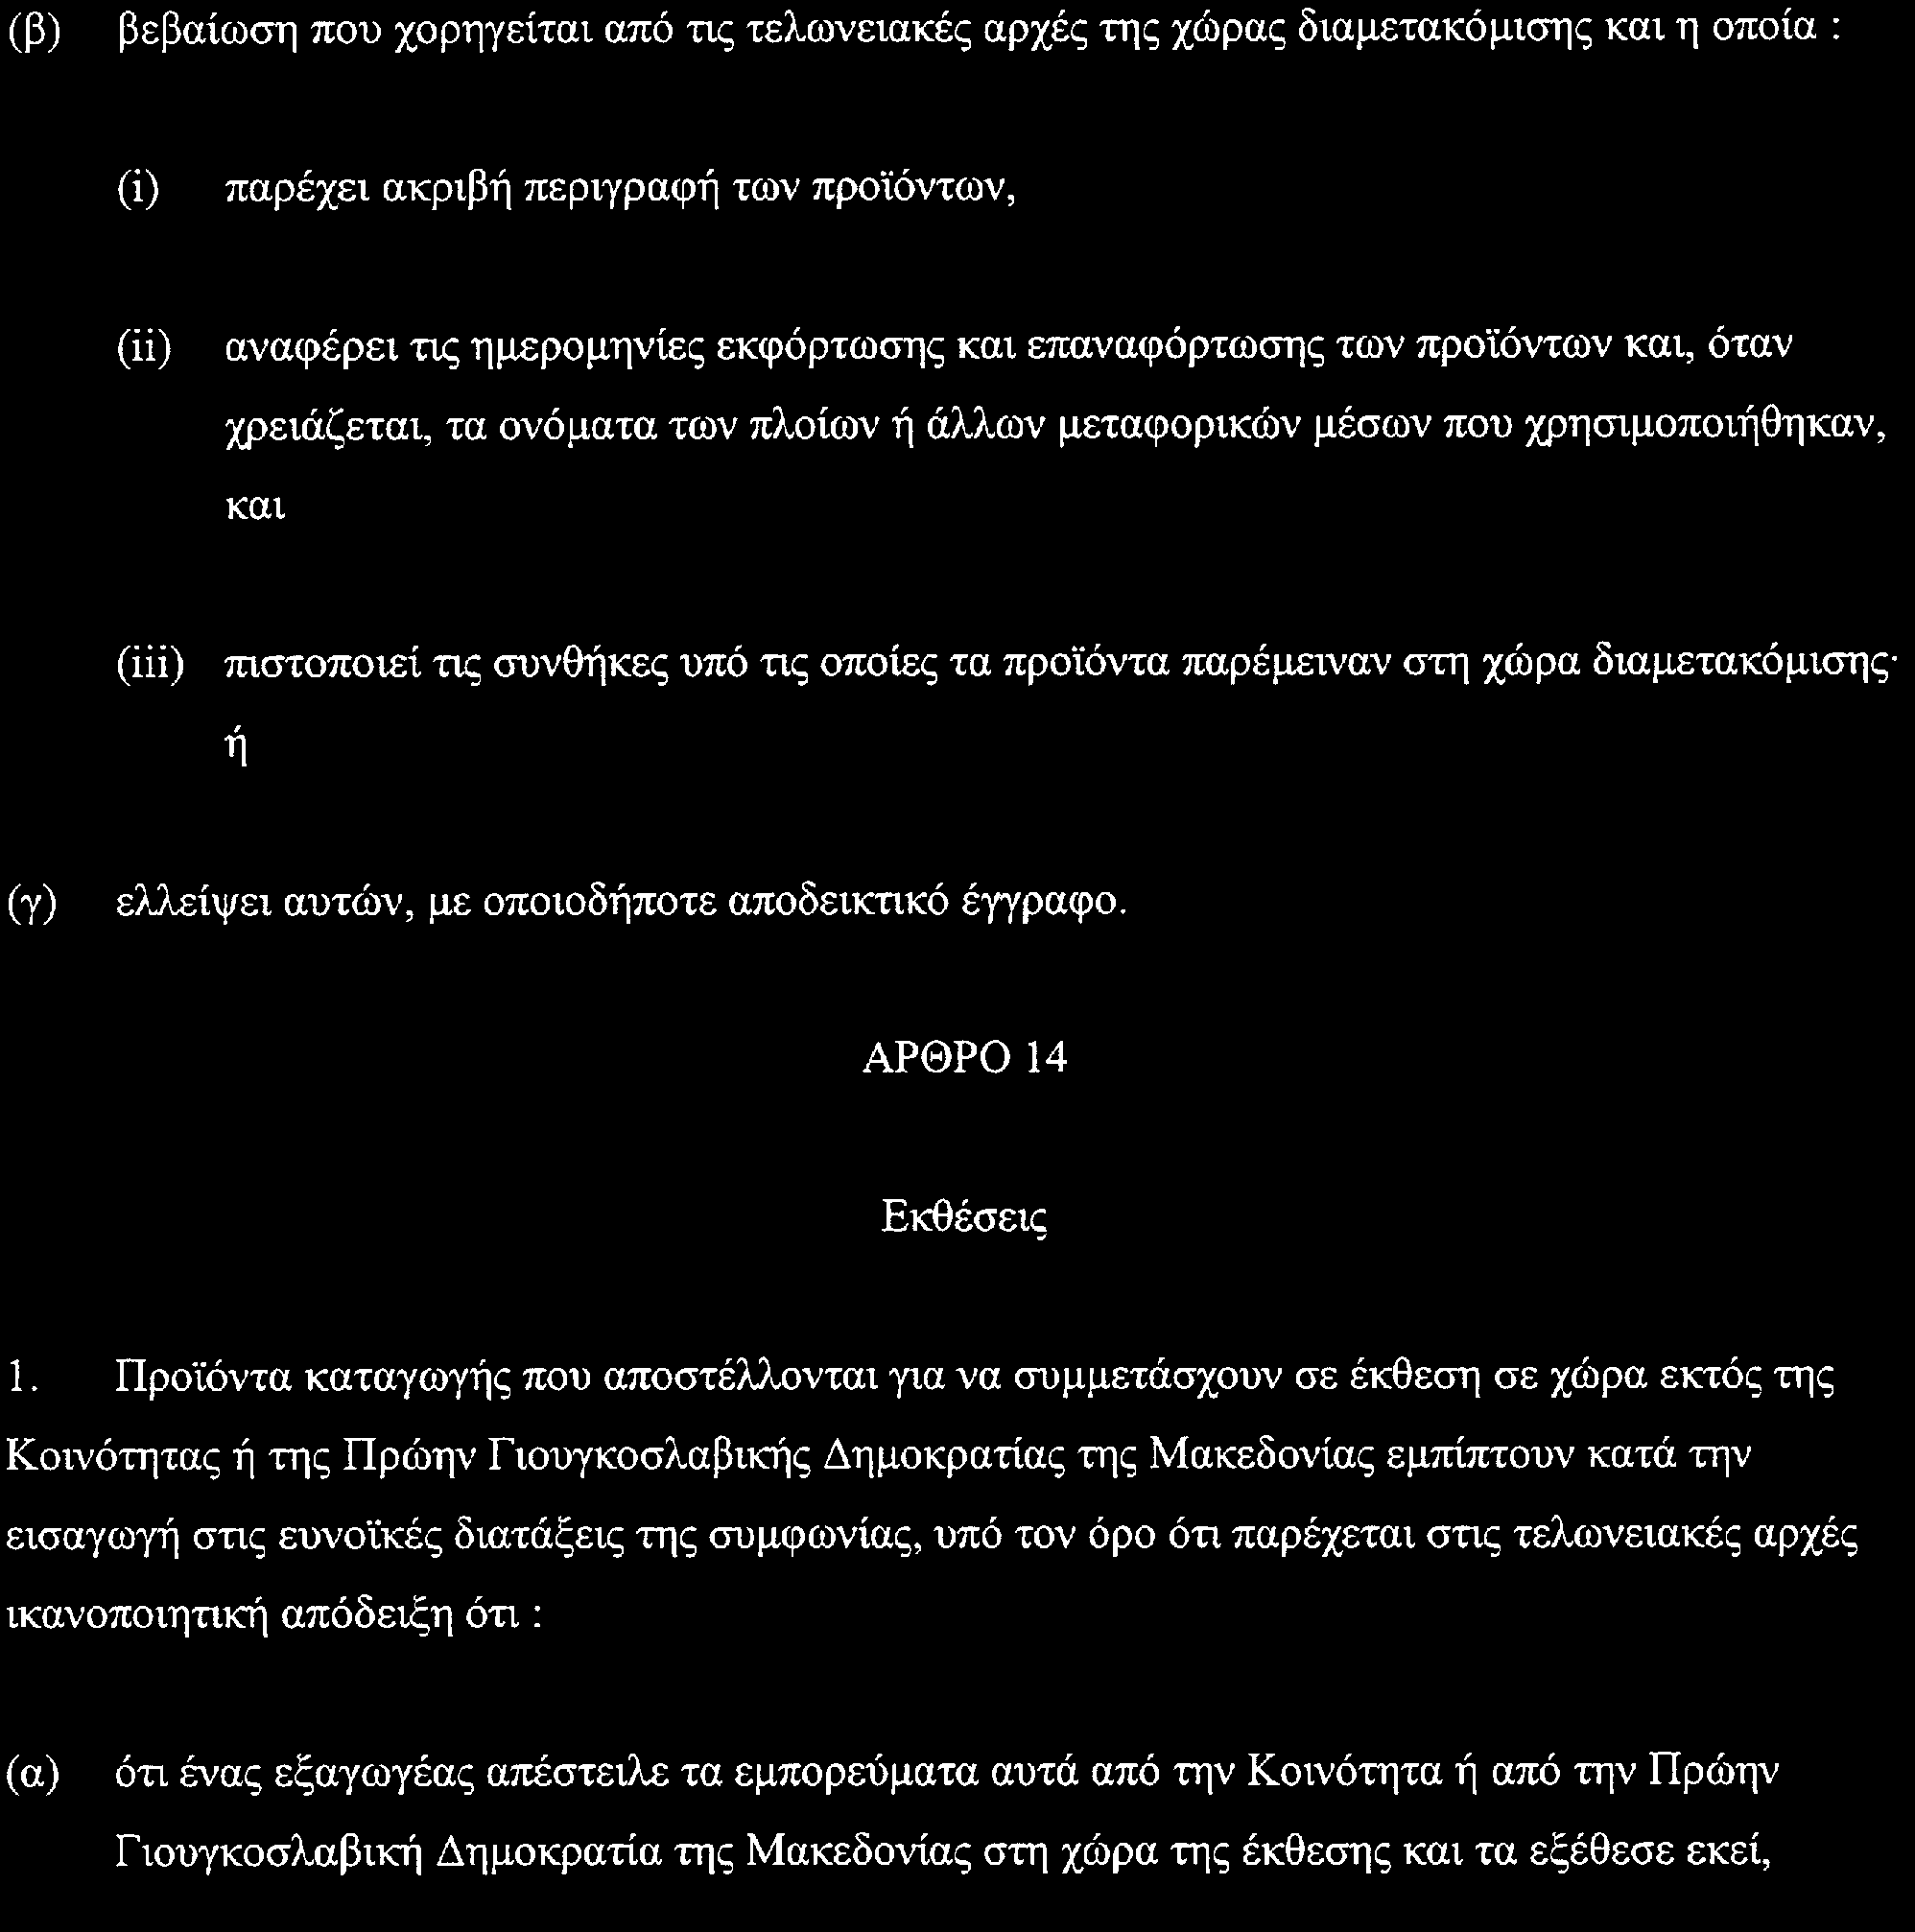 (β) βεβαίωση που χορηγείται από τις τελωνειακές αρχές της χώρας διαμετακόμισης και η οποία :
(i) παρέχει ακριβή περιγραφή των προϊόντων,
(ii) αναφέρει τις ημερομηνίες εκφόρτωσης και επαναφόρτωσης των προϊόντων και, όταν
χρειάζεται, τα ονόματα των πλοίων ή άλλων μεταφορικών μέσων που χρησιμοποιήθηκαν,
και
(iii) πιστοποιεί τις συνθήκες υπό τις οποίες τα προϊόντα παρέμειναν στη χώρα διαμετακόμισης·
ή
(γ) ελλείψει αυτών, με οποιοδήποτε αποδεικτικό έγγραφο.
ΑΡΘΡΟ 14
Εκθέσεις
1. Προϊόντα καταγωγής που αποστέλλονται για να συμμετάσχουν σε έκθεση σε χώρα εκτός της
Κοινότητας ή της Πρώην Γιουγκοσλαβικής Δημοκρατίας της Μακεδονίας εμπίπτουν κατά την
εισαγωγή στις ευνοϊκές διατάξεις της συμφωνίας, υπό τον όρο ότι παρέχεται στις τελωνειακές αρχές
ικανοποιητική απόδειξη ότι :
(α) ότι ένας εξαγωγέας απέστειλε τα εμπορεύματα αυτά από την Κοινότητα ή από την Πρώην
Γιουγκοσλαβική Δημοκρατία της Μακεδονίας στη χώρα της έκθεσης και τα εξέθεσε εκεί,